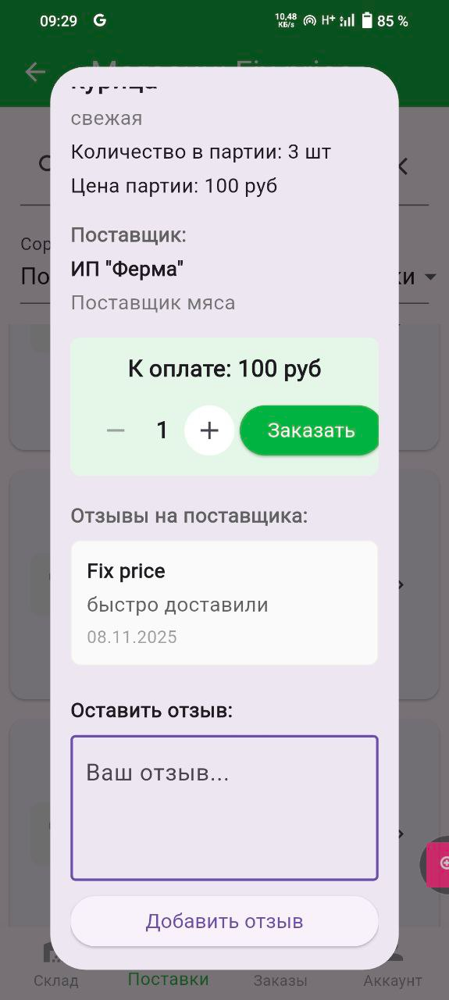 09:29 G 10,48 КБ/s H+ 85 %
Курица
свежая
Количество в партии: 3 шт
Цена партии: 100 руб
Поставщик:
ИП "Ферма"
Поставщик мяса
К оплате: 100 руб
− 1 + Заказать
Отзывы на поставщика:
Fix price
быстро доставили
08.11.2025
Оставить отзыв:
Ваш отзыв...
Добавить отзыв
Склад Поставки Заказы Аккаунт